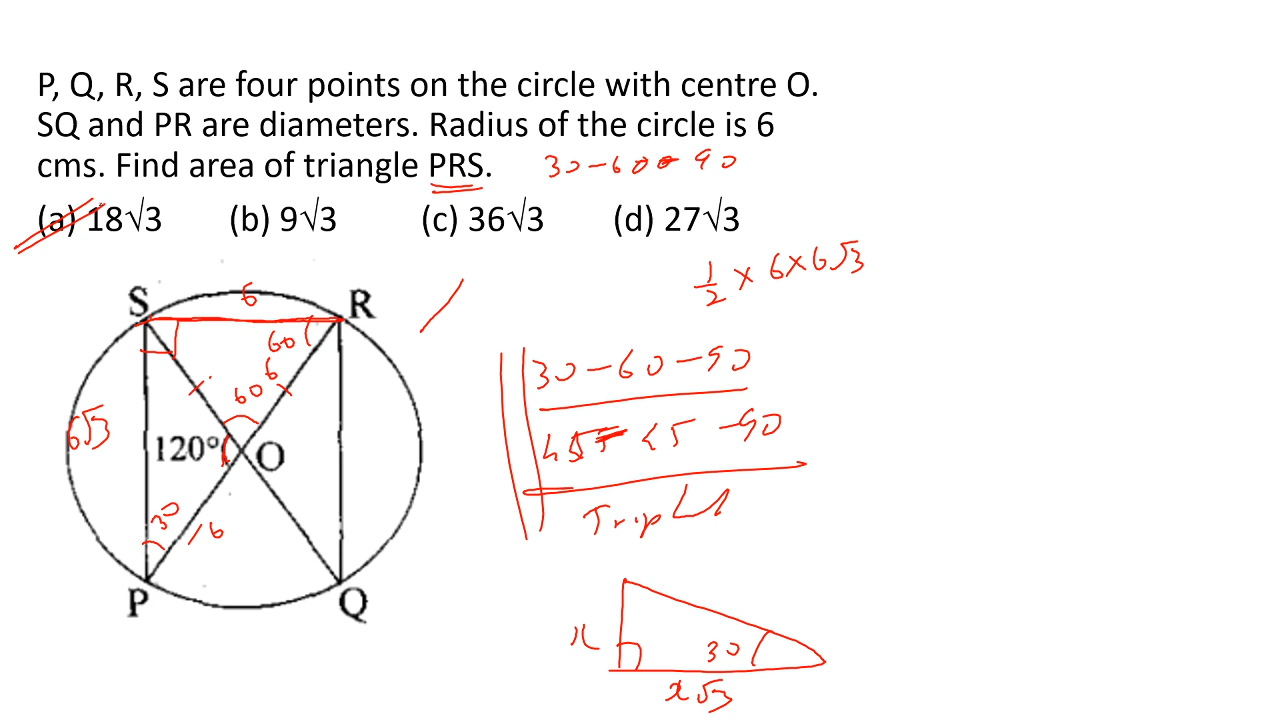 P, Q, R, S are four points on the circle with centre O.
SQ and PR are diameters. Radius of the circle is 6
cms. Find area of triangle PRS. 30-60-90
(a) 18√3 (b) 9√3 (c) 36√3 (d) 27√3
1/2 × 6×6√3
S 6 R
60
60 6
30-60-90
6√3
45-45-90
120° O
30
6
Trip
P Q
x 30
x√3